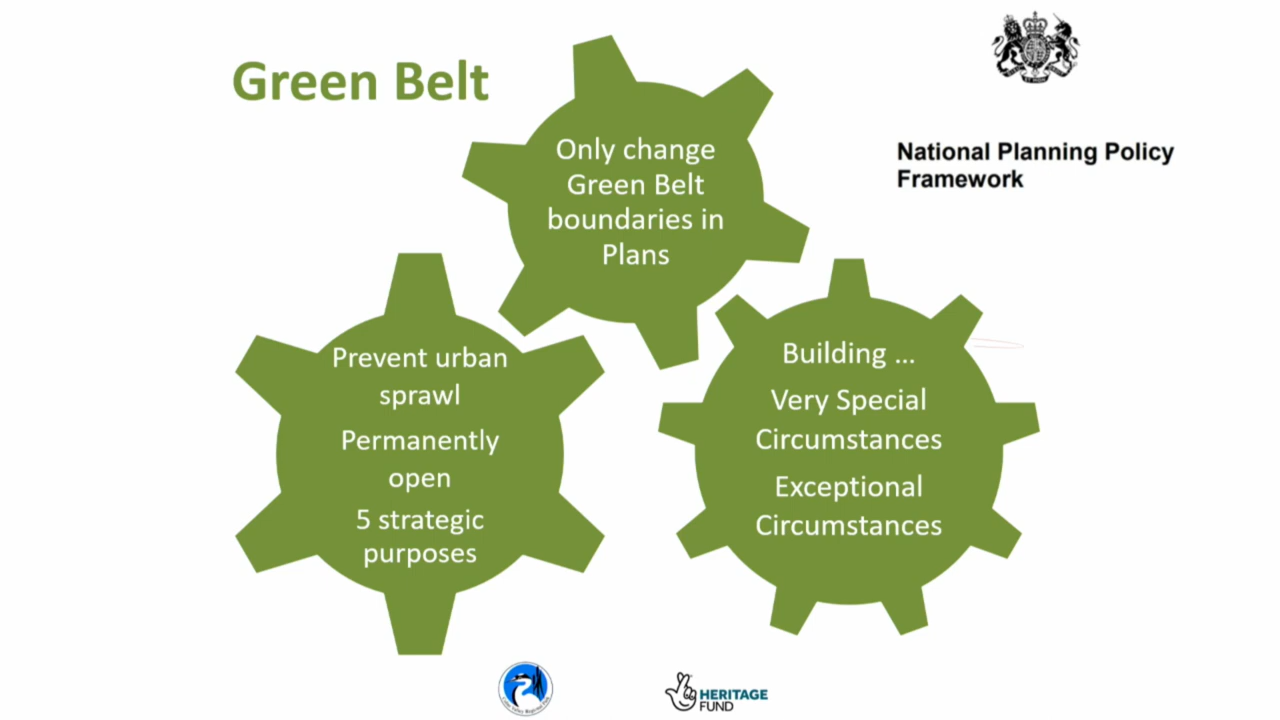 Green Belt
National Planning Policy
Framework
Only change
Green Belt
boundaries in
Plans
Prevent urban
sprawl
Permanently
open
5 strategic
purposes
Building ...
Very Special
Circumstances
Exceptional
Circumstances
HERITAGE
FUND